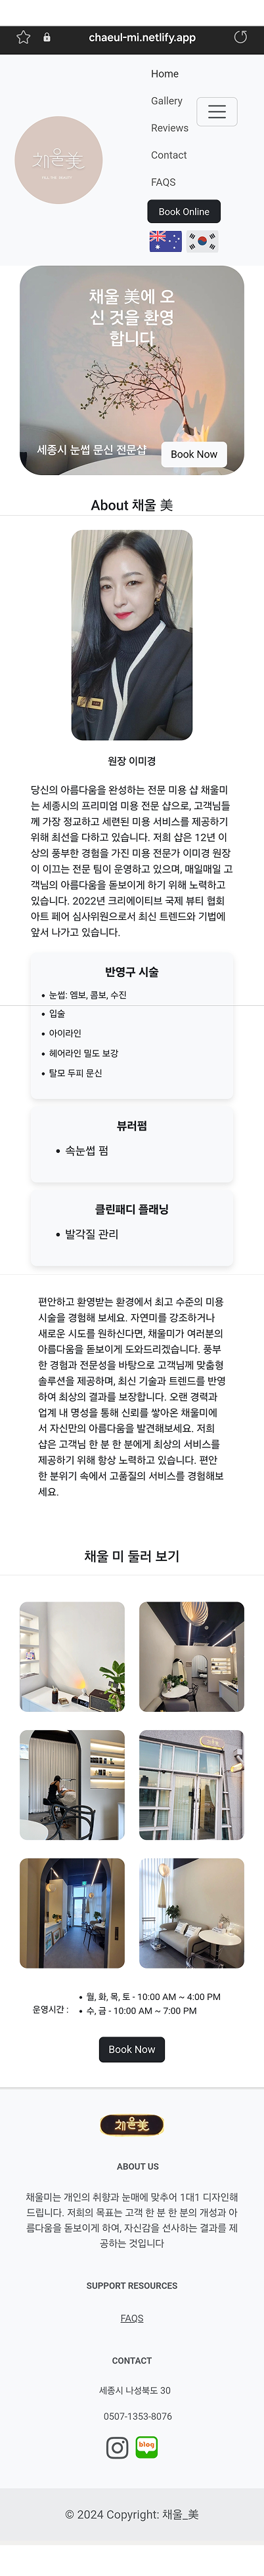 chaeul-mi.netlify.app
채울美
Home
Gallery
Reviews
Contact
FAQS
Book Online
채울 美에 오
신 것을 환영
합니다
세종시 눈썹 문신 전문샵
Book Now
About 채울 美
원장 이미경
당신의 아름다움을 완성하는 전문 미용 샵 채울미
는 세종시의 프리미엄 미용 전문 샵으로, 고객님들
께 가장 정교하고 세련된 미용 서비스를 제공하기
위해 최선을 다하고 있습니다. 저희 샵은 12년 이
상의 풍부한 경험을 가진 미용 전문가 이미경 원장
이 이끄는 전문 팀이 운영하고 있으며, 매일매일 고
객님의 아름다움을 돋보이게 하기 위해 노력하고
있습니다. 2022년 크리에이티브 국제 뷰티 협회
아트 페어 심사위원으로서 최신 트렌드와 기법에
앞서 나가고 있습니다.
반영구 시술
• 눈썹: 엠보, 콤보, 수진
• 입술
• 아이라인
• 헤어라인 밀도 보강
• 탈모 두피 문신
뷰러펌
• 속눈썹 펌
클린패디 플래닝
• 발각질 관리
편안하고 환영받는 환경에서 최고 수준의 미용
시술을 경험해 보세요. 자연미를 강조하거나
새로운 시도를 원하신다면, 채울미가 여러분의
아름다움을 돋보이게 도와드리겠습니다. 풍부
한 경험과 전문성을 바탕으로 고객님께 맞춤형
솔루션을 제공하며, 최신 기술과 트렌드를 반영
하여 최상의 결과를 보장합니다. 오랜 경력과
업계 내 명성을 통해 신뢰를 쌓아온 채울미에
서 자신만의 아름다움을 발견해보세요. 저희
샵은 고객님 한 분 한 분에게 최상의 서비스를
제공하기 위해 항상 노력하고 있습니다. 편안
한 분위기 속에서 고품질의 서비스를 경험해보
세요.
채울 미 둘러 보기
운영시간 :
• 월, 화, 목, 토 - 10:00 AM ~ 4:00 PM
• 수, 금 - 10:00 AM ~ 7:00 PM
Book Now
채울美
ABOUT US
채울미는 개인의 취향과 눈매에 맞추어 1대1 디자인해
드립니다. 저희의 목표는 고객 한 분 한 분의 개성과 아
름다움을 돋보이게 하여, 자신감을 선사하는 결과를 제
공하는 것입니다
SUPPORT RESOURCES
FAQS
CONTACT
세종시 나성북도 30
0507-1353-8076
blog
© 2024 Copyright: 채울_美